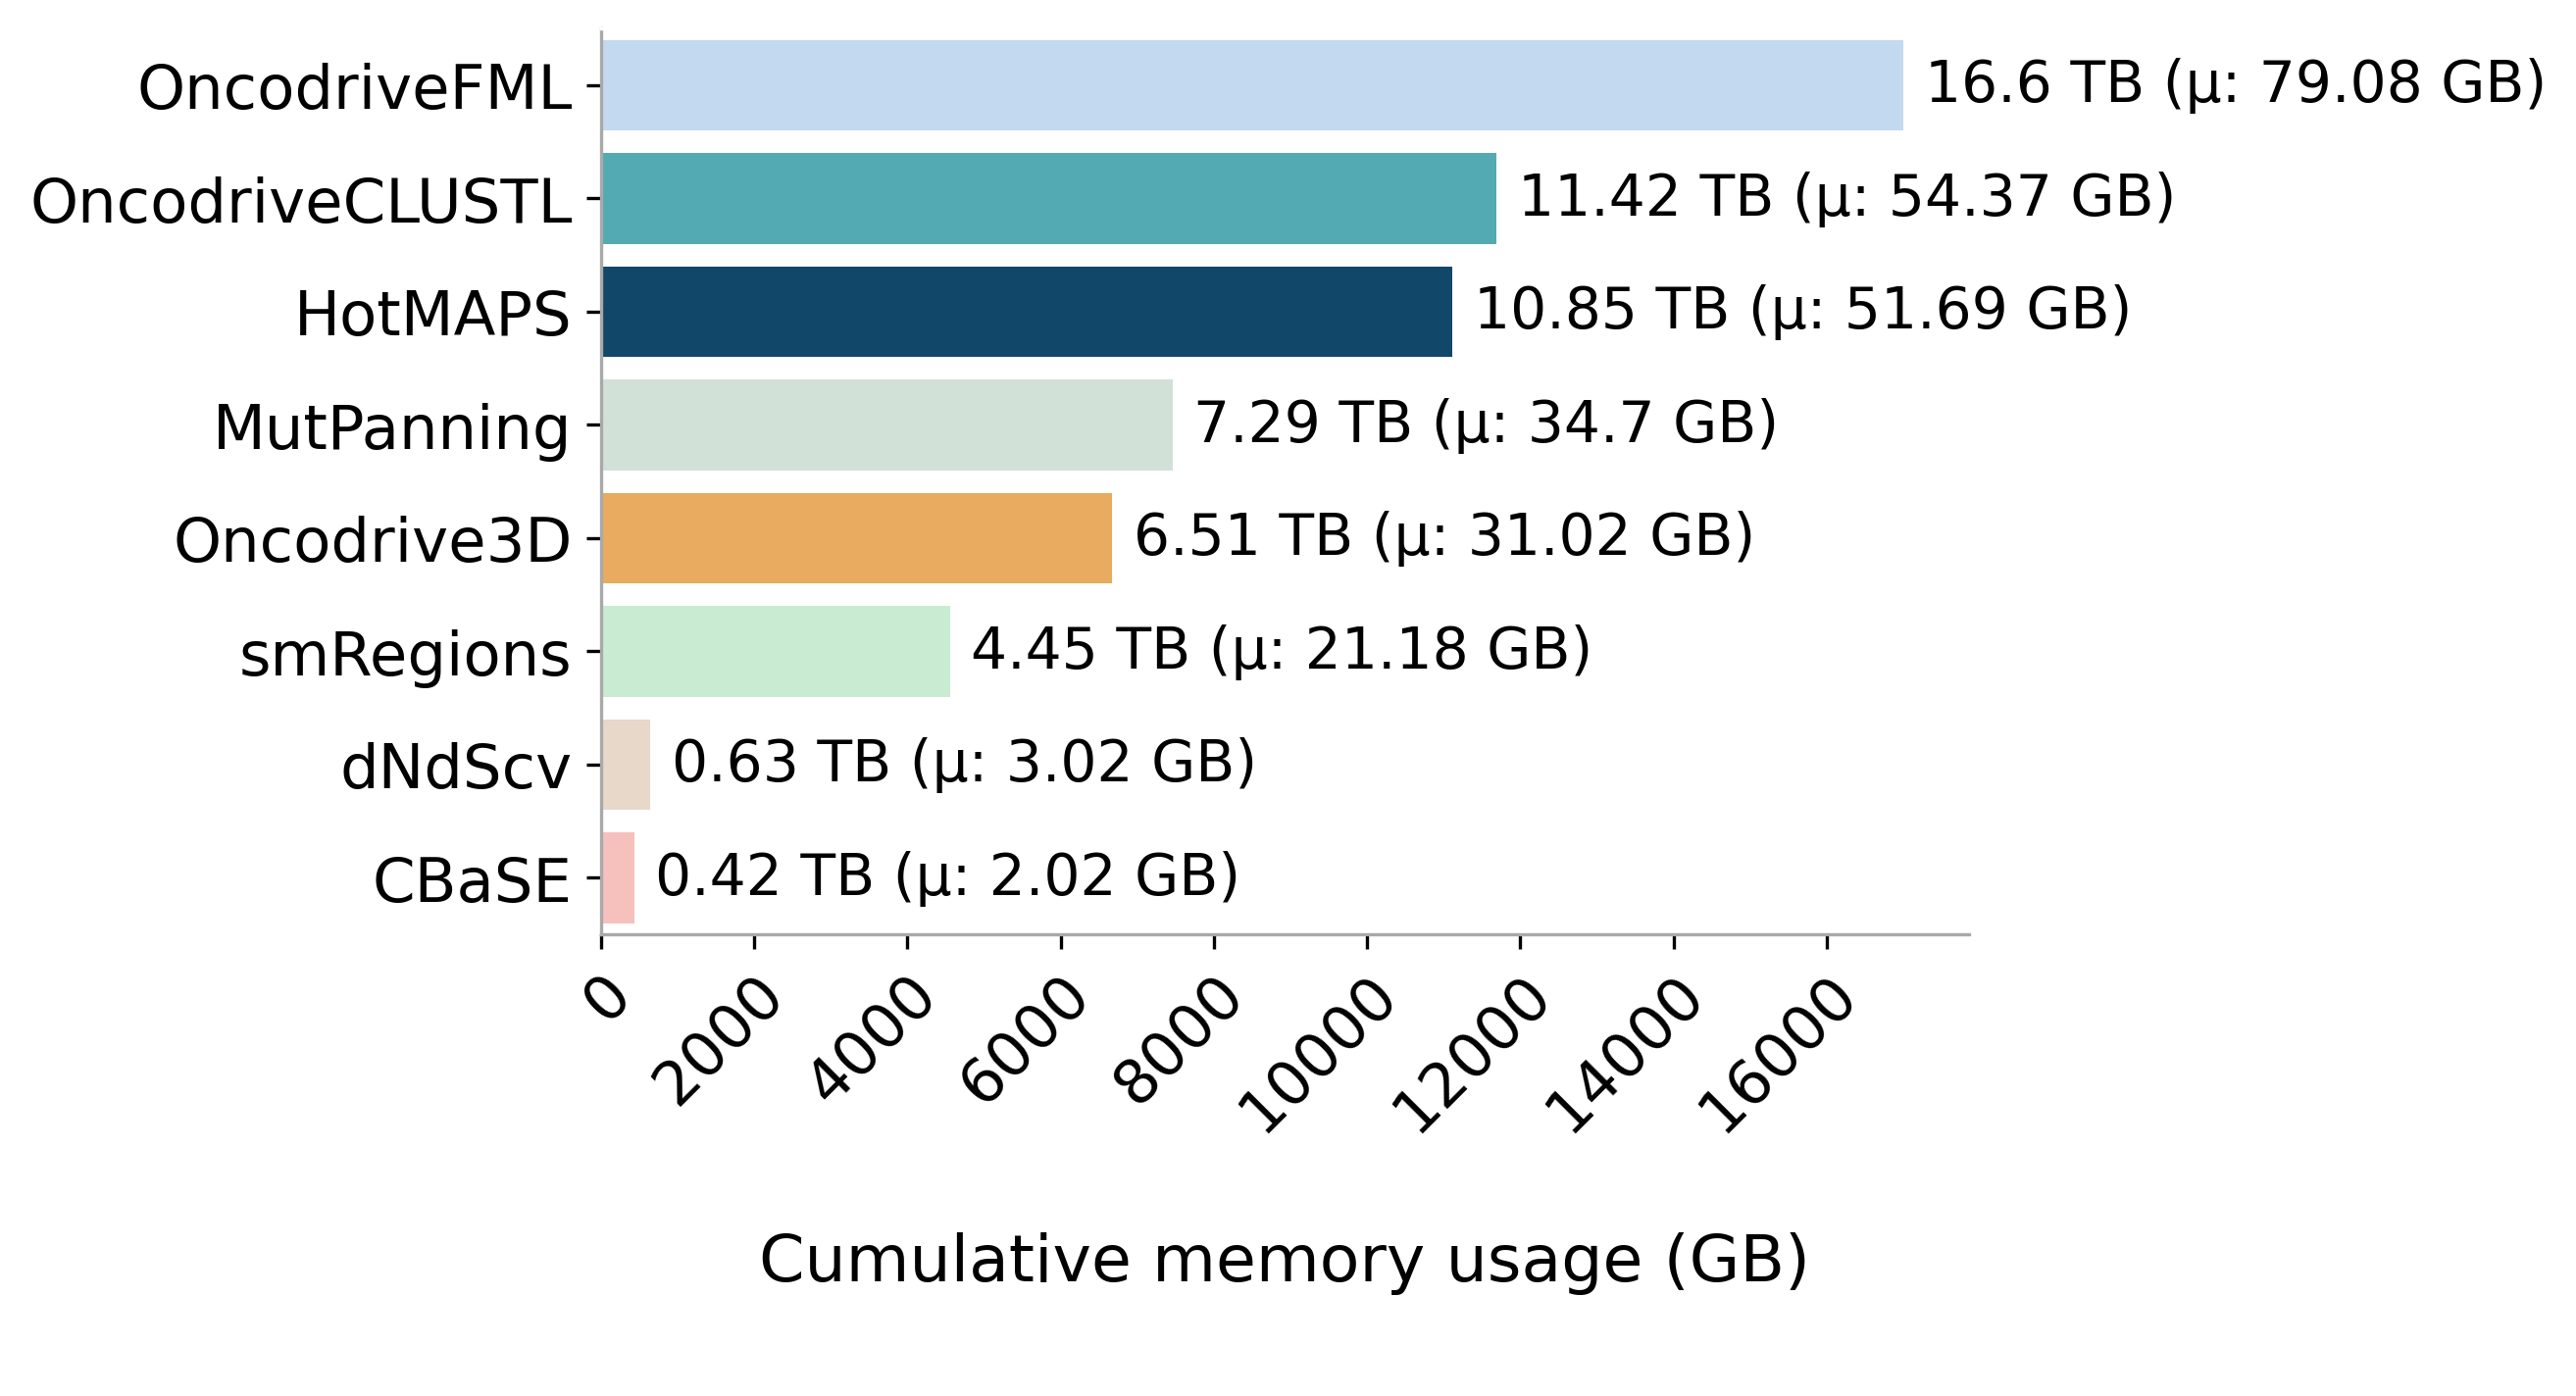 OncodriveFML 16.6 TB (μ: 79.08 GB)
OncodriveCLUSTL 11.42 TB (μ: 54.37 GB)
HotMAPS 10.85 TB (μ: 51.69 GB)
MutPanning 7.29 TB (μ: 34.7 GB)
Oncodrive3D 6.51 TB (μ: 31.02 GB)
smRegions 4.45 TB (μ: 21.18 GB)
dNdScv 0.63 TB (μ: 3.02 GB)
CBaSE 0.42 TB (μ: 2.02 GB)
0 2000 4000 6000 8000 10000 12000 14000 16000
Cumulative memory usage (GB)